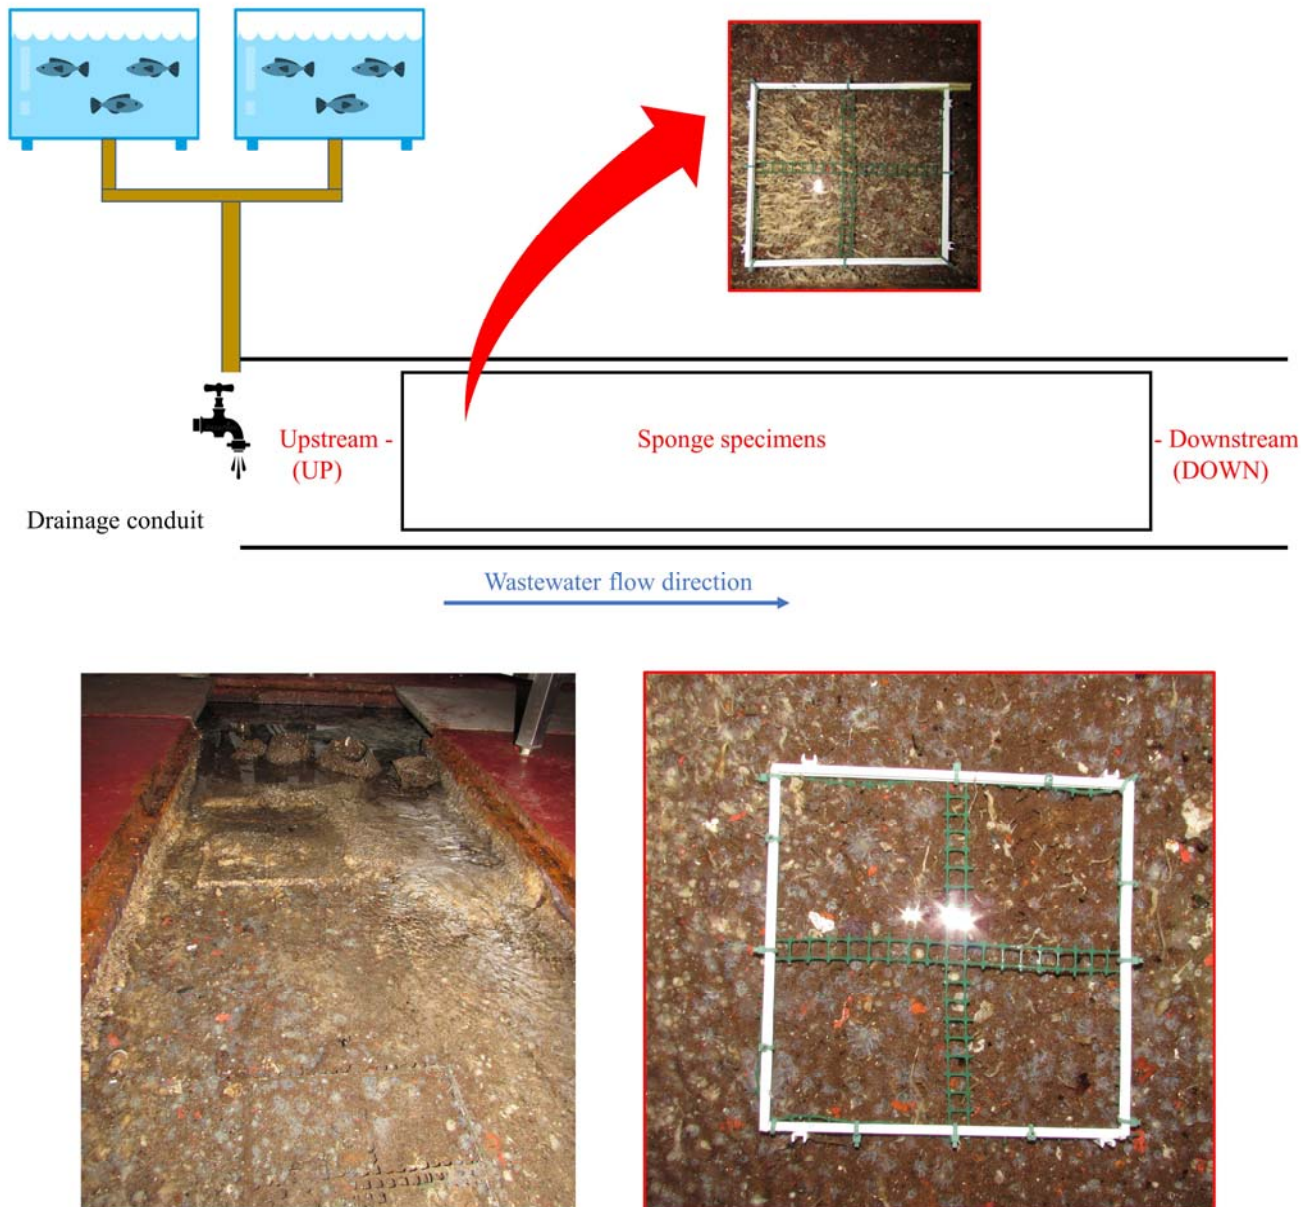 Upstream -
(UP)
Sponge specimens
- Downstream
(DOWN)
Drainage conduit
Wastewater flow direction